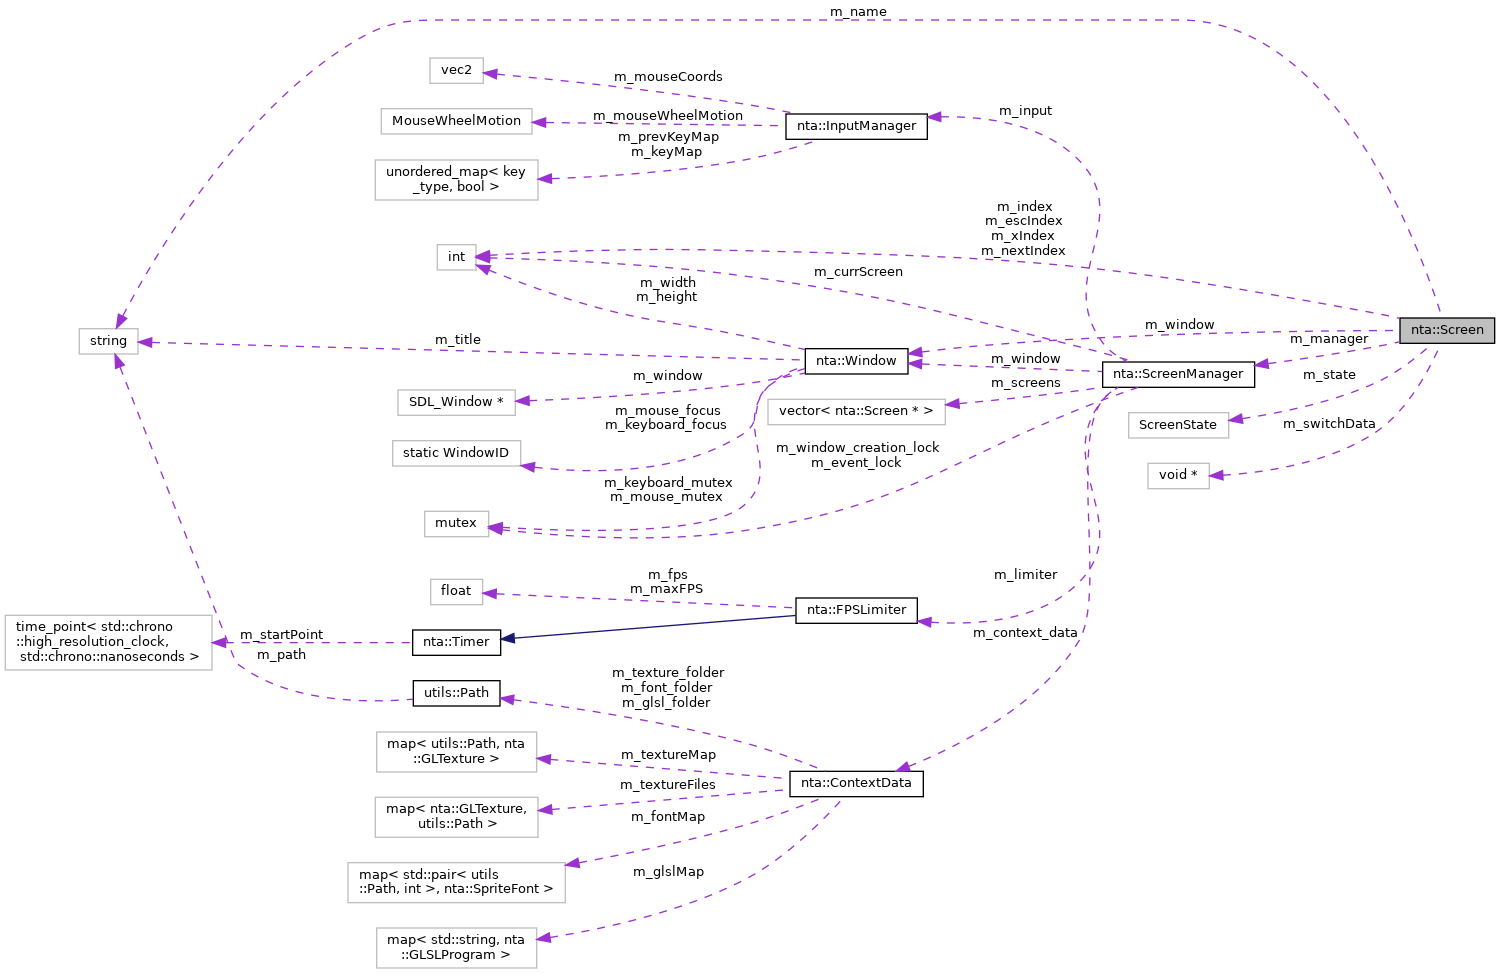 m_name
vec2
m_mouseCoords
MouseWheelMotion
m_mouseWheelMotion
nta::InputManager
m_input
m_prevKeyMap
m_keyMap
unordered_map< key
_type, bool >
m_index
m_escIndex
m_xIndex
m_nextIndex
int
m_currScreen
m_width
m_height
string
m_title
nta::Window
m_window
nta::Screen
m_manager
m_window
nta::ScreenManager
m_window
m_screens
m_state
SDL_Window *
vector< nta::Screen * >
m_mouse_focus
m_keyboard_focus
ScreenState
m_switchData
static WindowID
m_window_creation_lock
m_event_lock
void *
m_keyboard_mutex
m_mouse_mutex
mutex
m_limiter
float
m_fps
m_maxFPS
nta::FPSLimiter
time_point< std::chrono
::high_resolution_clock,
std::chrono::nanoseconds >
m_startPoint
nta::Timer
m_context_data
m_path
utils::Path
m_texture_folder
m_font_folder
m_glsl_folder
map< utils::Path, nta
::GLTexture >
m_textureMap
nta::ContextData
m_textureFiles
map< nta::GLTexture,
utils::Path >
m_fontMap
map< std::pair< utils
::Path, int >, nta::SpriteFont >
m_glslMap
map< std::string, nta
::GLSLProgram >